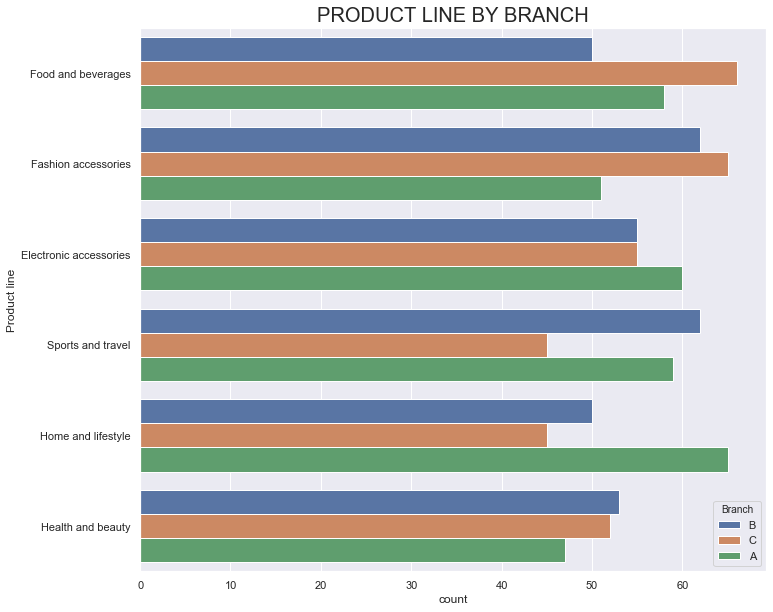 PRODUCT LINE BY BRANCH
Product line
Food and beverages
Fashion accessories
Electronic accessories
Sports and travel
Home and lifestyle
Health and beauty
Branch
B
C
A
0 10 20 30 40 50 60
count